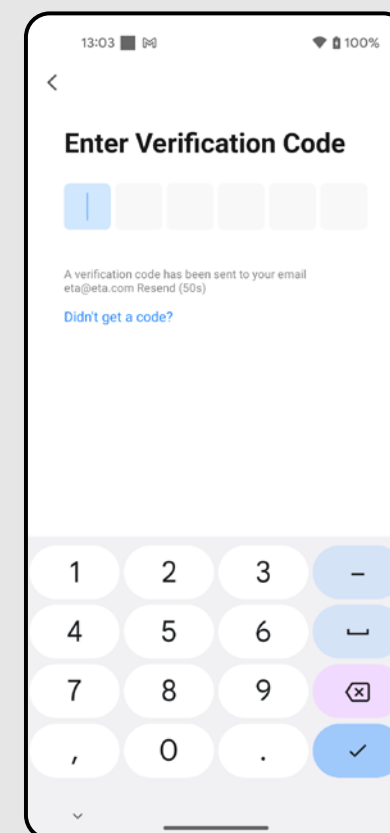 13:03 100%
Enter Verification Code
A verification code has been sent to your email
eta@eta.com Resend (50s)
Didn't get a code?
1 2 3 –
4 5 6
7 8 9
, 0 .